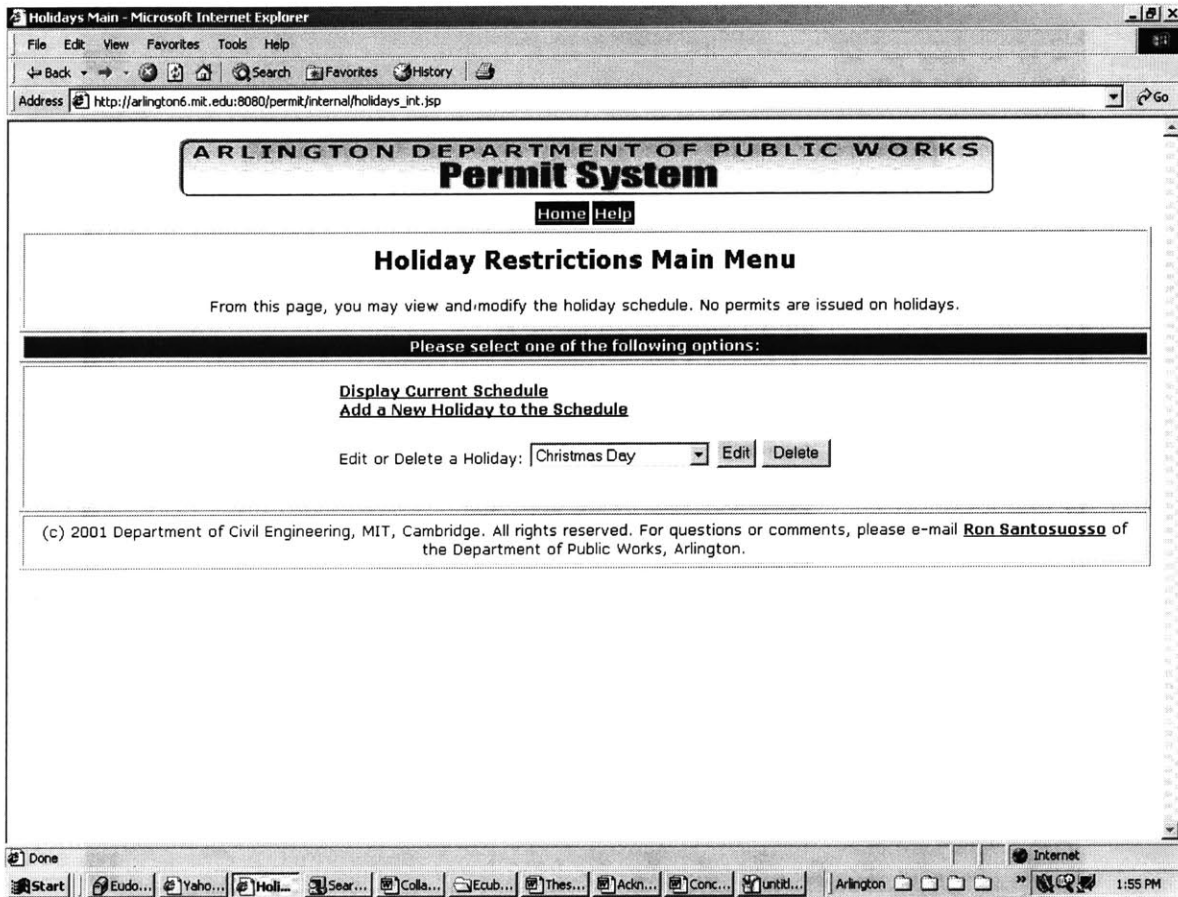 Holidays Main - Microsoft Internet Explorer
File Edit View Favorites Tools Help
Back Search Favorites History
Address http://arlington6.mit.edu:8080/permit/internal/holidays_int.jsp Go
ARLINGTON DEPARTMENT OF PUBLIC WORKS
Permit System
Home Help
Holiday Restrictions Main Menu
From this page, you may view and modify the holiday schedule. No permits are issued on holidays.
Please select one of the following options:
Display Current Schedule
Add a New Holiday to the Schedule
Edit or Delete a Holiday: Christmas Day Edit Delete
(c) 2001 Department of Civil Engineering, MIT, Cambridge. All rights reserved. For questions or comments, please e-mail Ron Santosuosso of
the Department of Public Works, Arlington.
Done Internet
Start Eudo... Yaho... Holi... Sear... Colla... Ecub... Thes... Ackn... Conc... untitl... Arlington » 1:55 PM